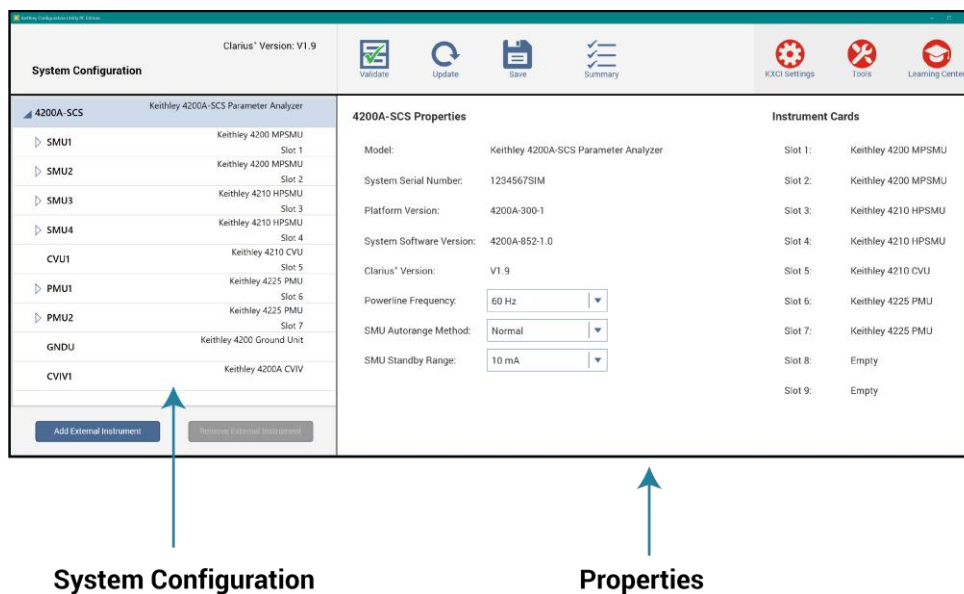 Keithley Configuration Utility PC Edition
Clarius+ Version: V1.9
System Configuration
Validate
Update
Save
Summary
KXCI Settings
Tools
Learning Center
4200A-SCS
Keithley 4200A-SCS Parameter Analyzer
SMU1
Keithley 4200 MPSMU
Slot 1
SMU2
Keithley 4200 MPSMU
Slot 2
SMU3
Keithley 4210 HPSMU
Slot 3
SMU4
Keithley 4210 HPSMU
Slot 4
CVU1
Keithley 4210 CVU
Slot 5
PMU1
Keithley 4225 PMU
Slot 6
PMU2
Keithley 4225 PMU
Slot 7
GNDU
Keithley 4200 Ground Unit
CVIV1
Keithley 4200A CVIV
Add External Instrument
Remove External Instrument
4200A-SCS Properties
Model: Keithley 4200A-SCS Parameter Analyzer
System Serial Number: 1234567SIM
Platform Version: 4200A-300-1
System Software Version: 4200A-852-1.0
Clarius+ Version: V1.9
Powerline Frequency: 60 Hz
SMU Autorange Method: Normal
SMU Standby Range: 10 mA
Instrument Cards
Slot 1: Keithley 4200 MPSMU
Slot 2: Keithley 4200 MPSMU
Slot 3: Keithley 4210 HPSMU
Slot 4: Keithley 4210 HPSMU
Slot 5: Keithley 4210 CVU
Slot 6: Keithley 4225 PMU
Slot 7: Keithley 4225 PMU
Slot 8: Empty
Slot 9: Empty
System Configuration
Properties